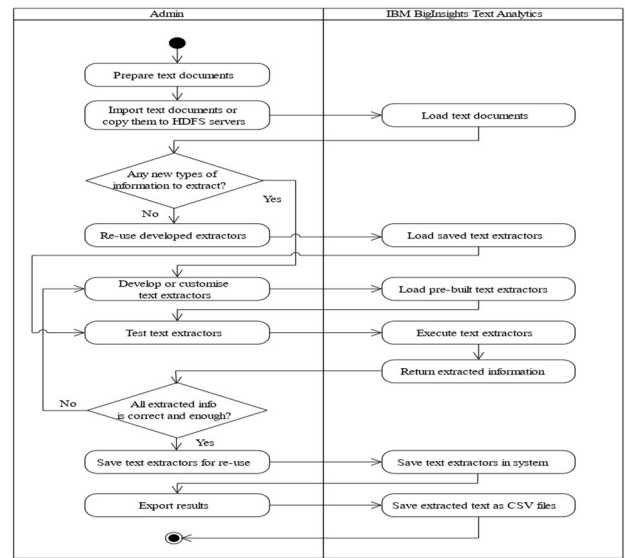 Admin
IBM BigInsights Text Analytics
Prepare text documents
Import text documents or
copy them to HDFS servers
Load text documents
Any new types of
information to extract?
Yes
No
Re-use developed extractors
Load saved text extractors
Develop or customise
text extractors
Load pre-built text extractors
Test text extractors
Execute text extractors
Return extracted information
No
All extracted info
is correct and enough?
Yes
Save text extractors for re-use
Save text extractors in system
Export results
Save extracted text as CSV files